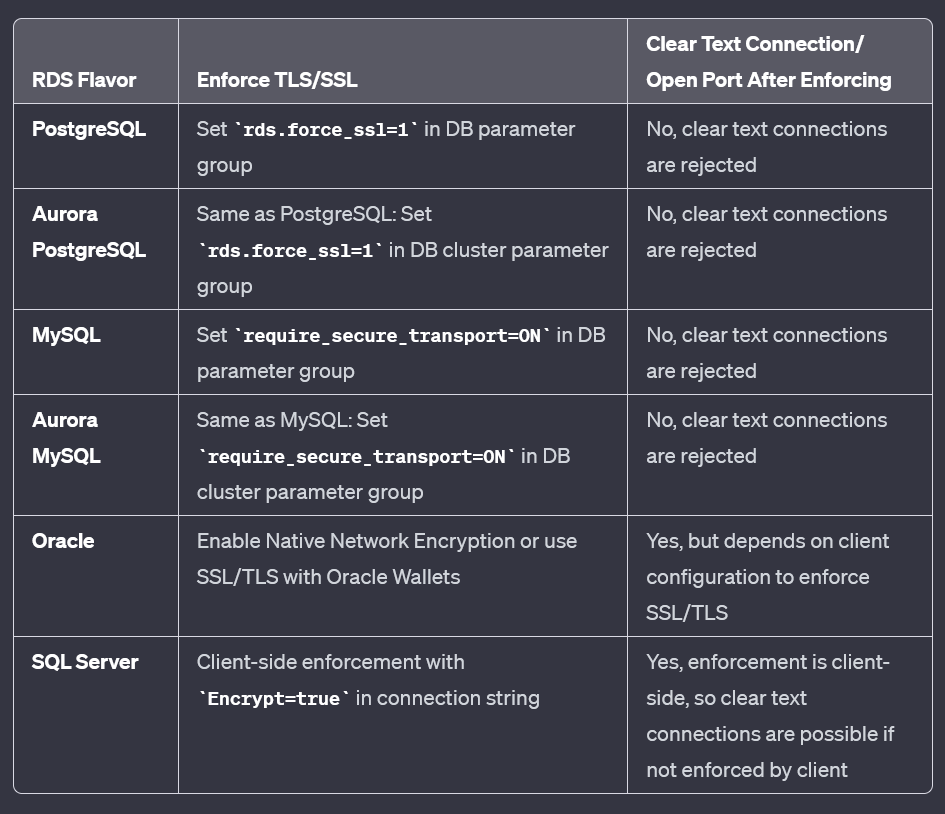 RDS Flavor
Enforce TLS/SSL
Clear Text Connection/
Open Port After Enforcing
PostgreSQL
Set `rds.force_ssl=1` in DB parameter
group
No, clear text connections
are rejected
Aurora
PostgreSQL
Same as PostgreSQL: Set
`rds.force_ssl=1` in DB cluster parameter
group
No, clear text connections
are rejected
MySQL
Set `require_secure_transport=ON` in DB
parameter group
No, clear text connections
are rejected
Aurora
MySQL
Same as MySQL: Set
`require_secure_transport=ON` in DB
cluster parameter group
No, clear text connections
are rejected
Oracle
Enable Native Network Encryption or use
SSL/TLS with Oracle Wallets
Yes, but depends on client
configuration to enforce
SSL/TLS
SQL Server
Client-side enforcement with
`Encrypt=true` in connection string
Yes, enforcement is client-
side, so clear text
connections are possible if
not enforced by client